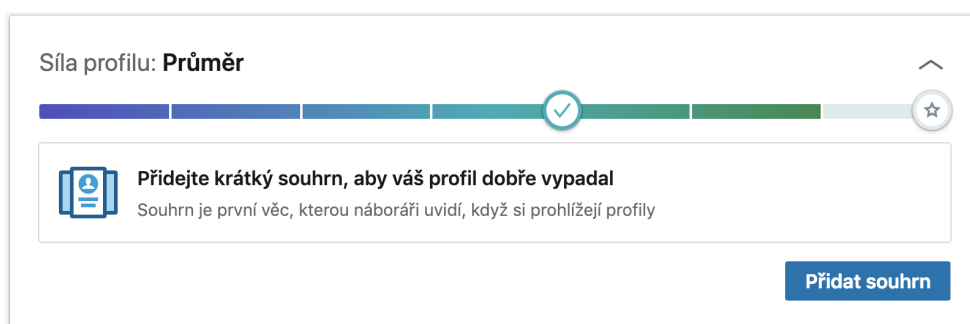 Síla profilu: Průměr
Přidejte krátký souhrn, aby váš profil dobře vypadal
Souhrn je první věc, kterou náboráři uvidí, když si prohlížejí profily
Přidat souhrn